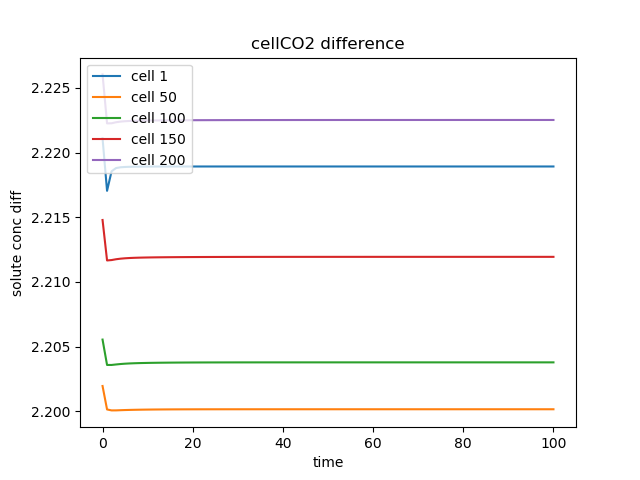 cellCO2 difference
cell 1
cell 50
cell 100
cell 150
cell 200
2.225
2.220
2.215
2.210
2.205
2.200
solute conc diff
0
20
40
60
80
100
time